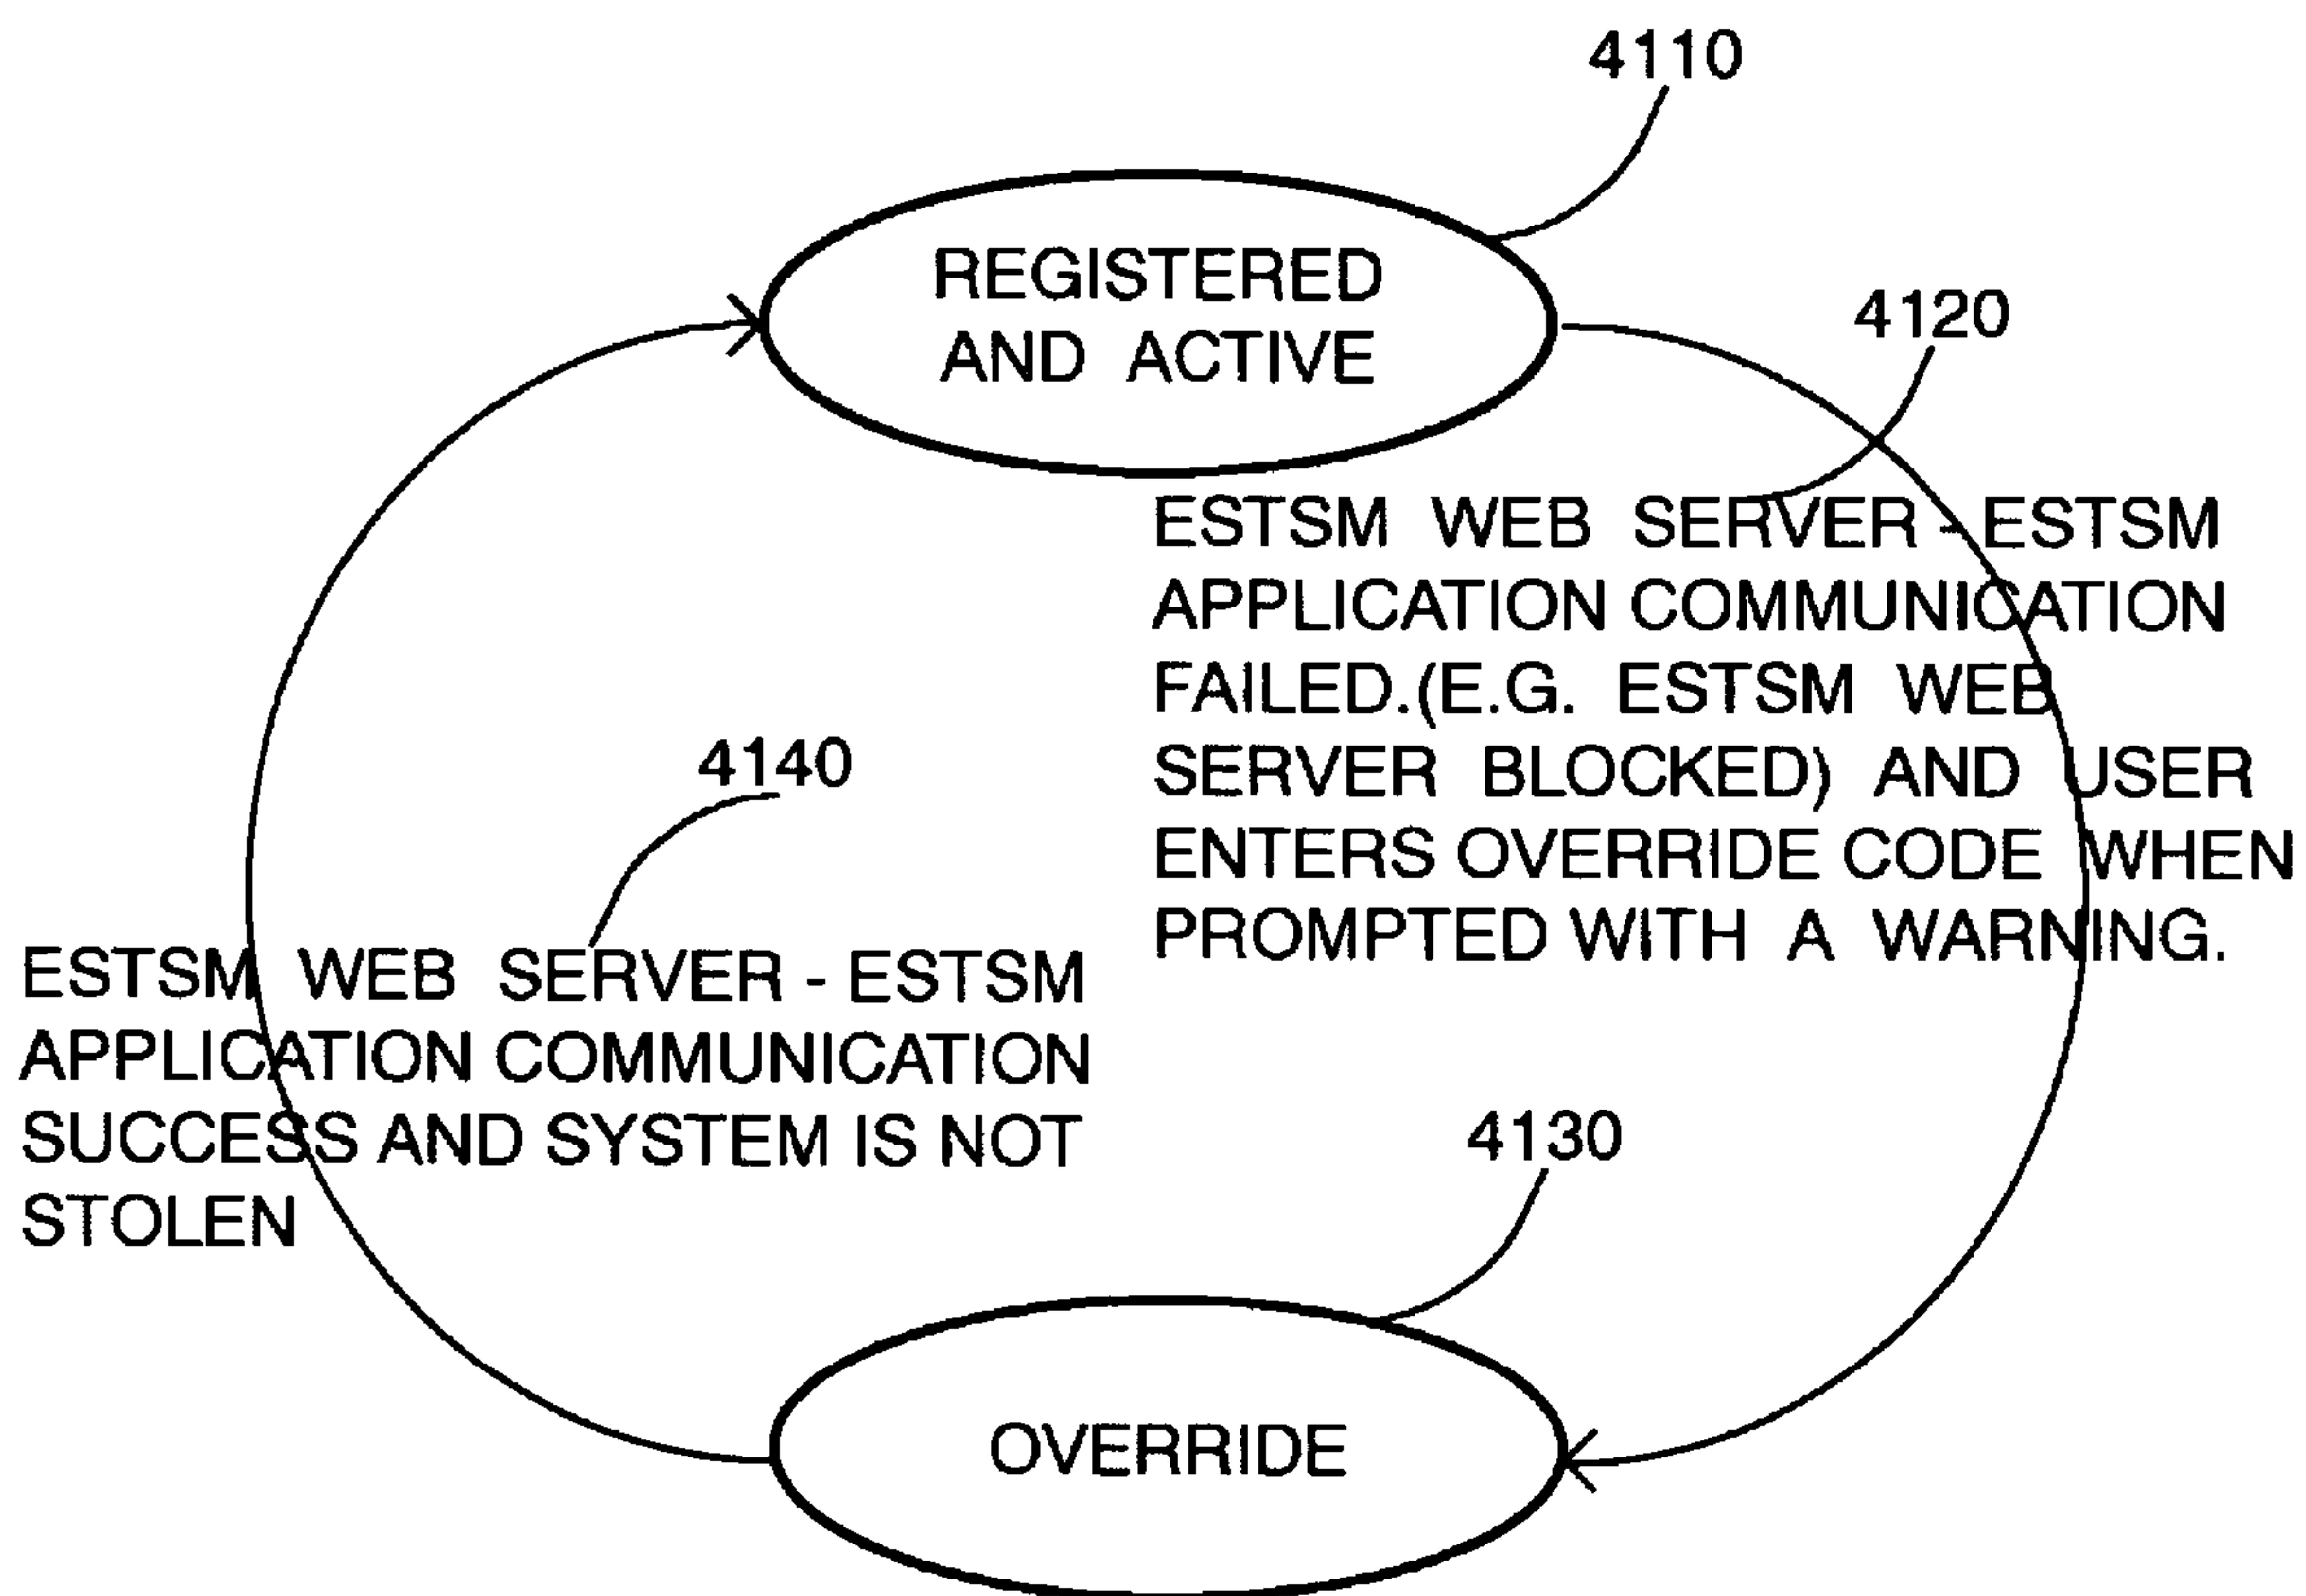 4110
REGISTERED
AND ACTIVE
4120
ESTSM WEB SERVER - ESTSM
APPLICATION COMMUNICATION
FAILED.(E.G. ESTSM WEB
SERVER BLOCKED) AND USER
ENTERS OVERRIDE CODE WHEN
PROMPTED WITH A WARNING.
4140
ESTSM WEB SERVER - ESTSM
APPLICATION COMMUNICATION
SUCCESS AND SYSTEM IS NOT
STOLEN
4130
OVERRIDE